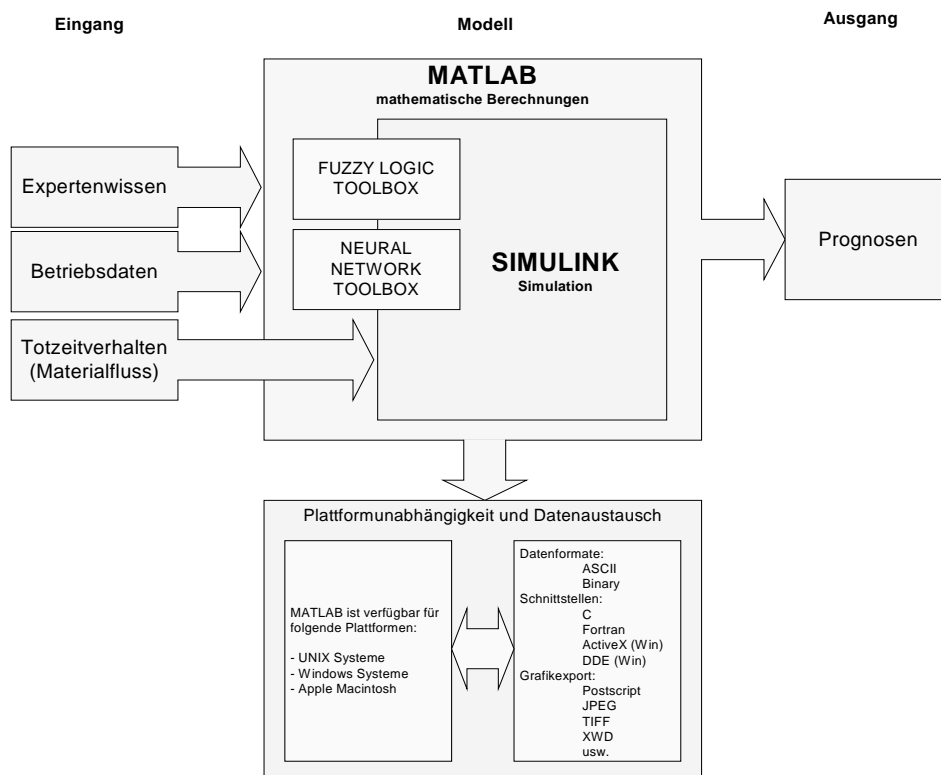 Eingang
Modell
Ausgang
MATLAB
mathematische Berechnungen
FUZZY LOGIC
TOOLBOX
Expertenwissen
NEURAL
NETWORK
TOOLBOX
Betriebsdaten
SIMULINK
Simulation
Prognosen
Totzeitverhalten
(Materialfluss)
Plattformunabhängigkeit und Datenaustausch
MATLAB ist verfügbar für
folgende Plattformen:
- UNIX Systeme
- Windows Systeme
- Apple Macintosh
Datenformate:
ASCII
Binary
Schnittstellen:
C
Fortran
ActiveX (Win)
DDE (Win)
Grafikexport:
Postscript
JPEG
TIFF
XWD
usw.